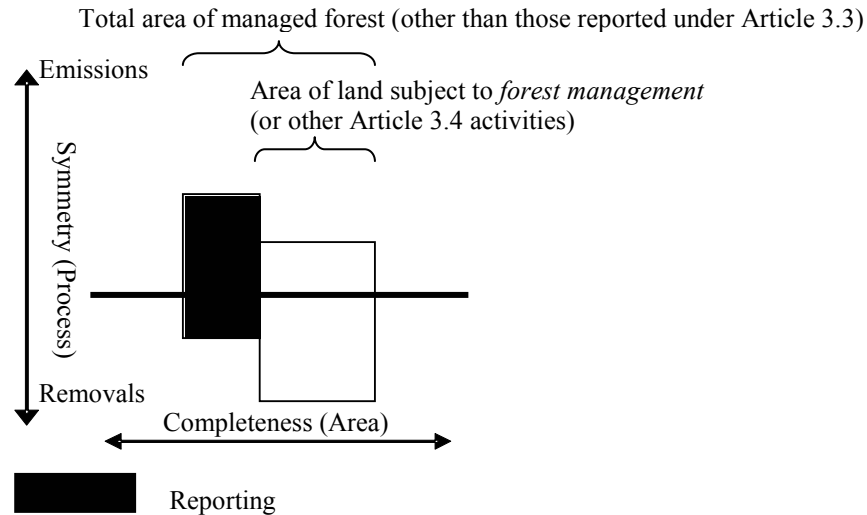 Total area of managed forest (other than those reported under Article 3.3)
Emissions
Area of land subject to forest management
(or other Article 3.4 activities)
Symmetry (Process)
Removals
Completeness (Area)
Reporting